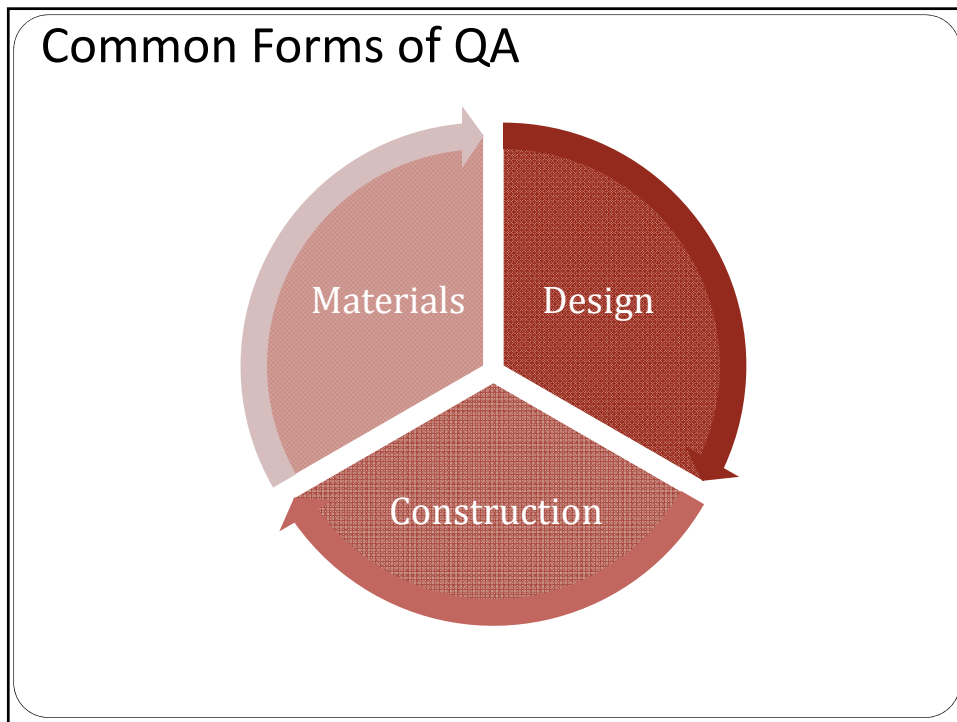 Common Forms of QA
Materials
Design
Construction